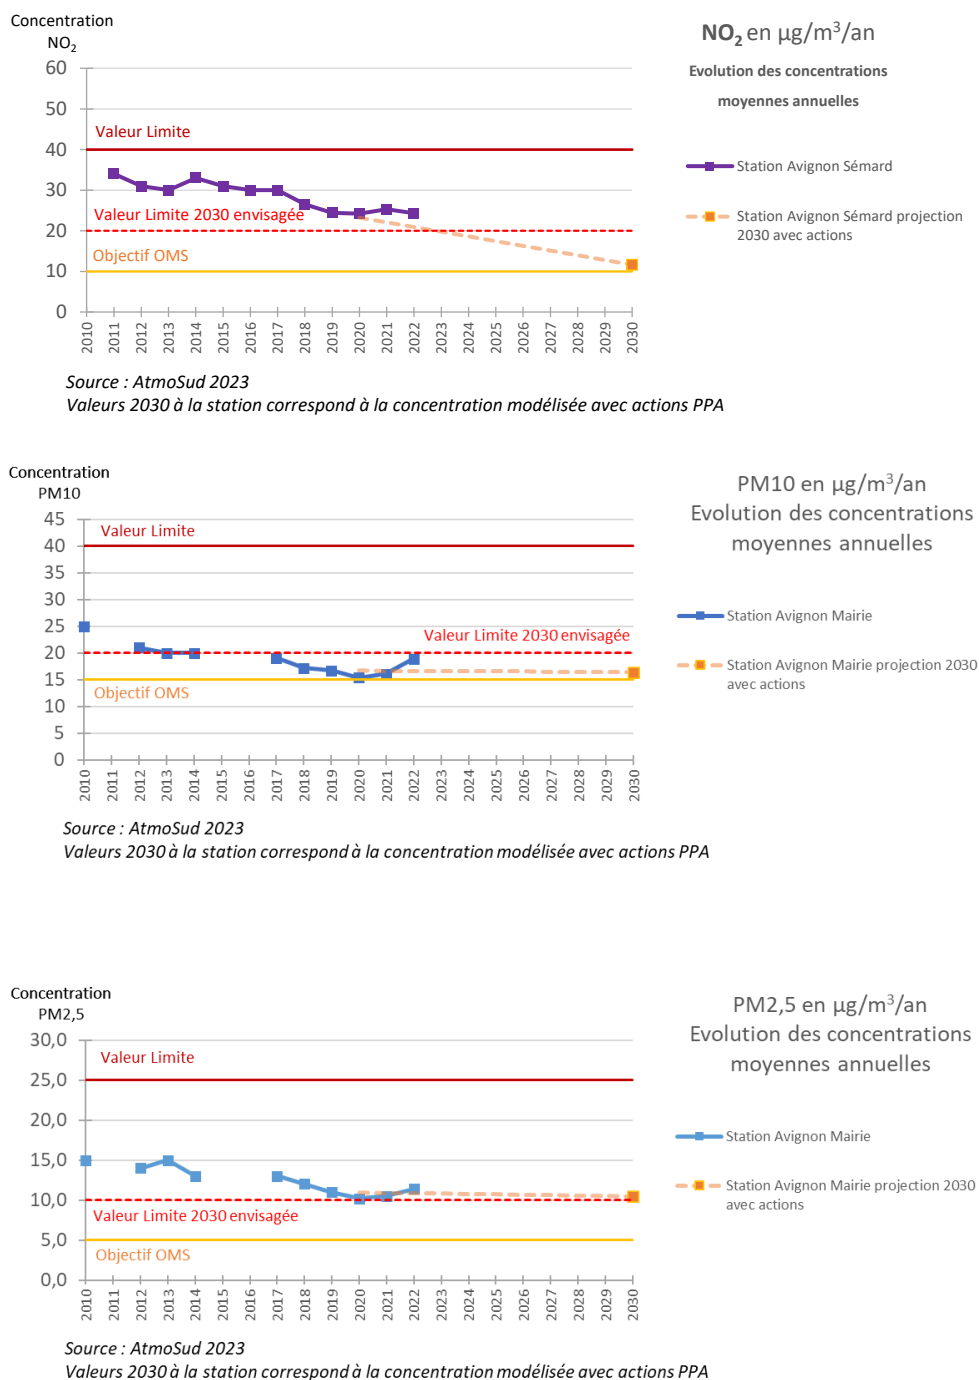 Concentration
NO₂
NO₂ en µg/m³/an
Evolution des concentrations
moyennes annuelles
60
50
40
30
20
10
0
Valeur Limite
Valeur Limite 2030 envisagée
Objectif OMS
2010 2011 2012 2013 2014 2015 2016 2017 2018 2019 2020 2021 2022 2023 2024 2025 2026 2027 2028 2029 2030
Station Avignon Sémard
Station Avignon Sémard projection
2030 avec actions
Source : AtmoSud 2023
Valeurs 2030 à la station correspond à la concentration modélisée avec actions PPA
Concentration
PM10
PM10 en µg/m³/an
Evolution des concentrations
moyennes annuelles
45
40
35
30
25
20
15
10
5
0
Valeur Limite
Valeur Limite 2030 envisagée
Objectif OMS
2010 2011 2012 2013 2014 2015 2016 2017 2018 2019 2020 2021 2022 2023 2024 2025 2026 2027 2028 2029 2030
Station Avignon Mairie
Station Avignon Mairie projection 2030
avec actions
Source : AtmoSud 2023
Valeurs 2030 à la station correspond à la concentration modélisée avec actions PPA
Concentration
PM2,5
PM2,5 en µg/m³/an
Evolution des concentrations
moyennes annuelles
30,0
25,0
20,0
15,0
10,0
5,0
0,0
Valeur Limite
Valeur Limite 2030 envisagée
Objectif OMS
2010 2011 2012 2013 2014 2015 2016 2017 2018 2019 2020 2021 2022 2023 2024 2025 2026 2027 2028 2029 2030
Station Avignon Mairie
Station Avignon Mairie projection 2030
avec actions
Source : AtmoSud 2023
Valeurs 2030 à la station correspond à la concentration modélisée avec actions PPA